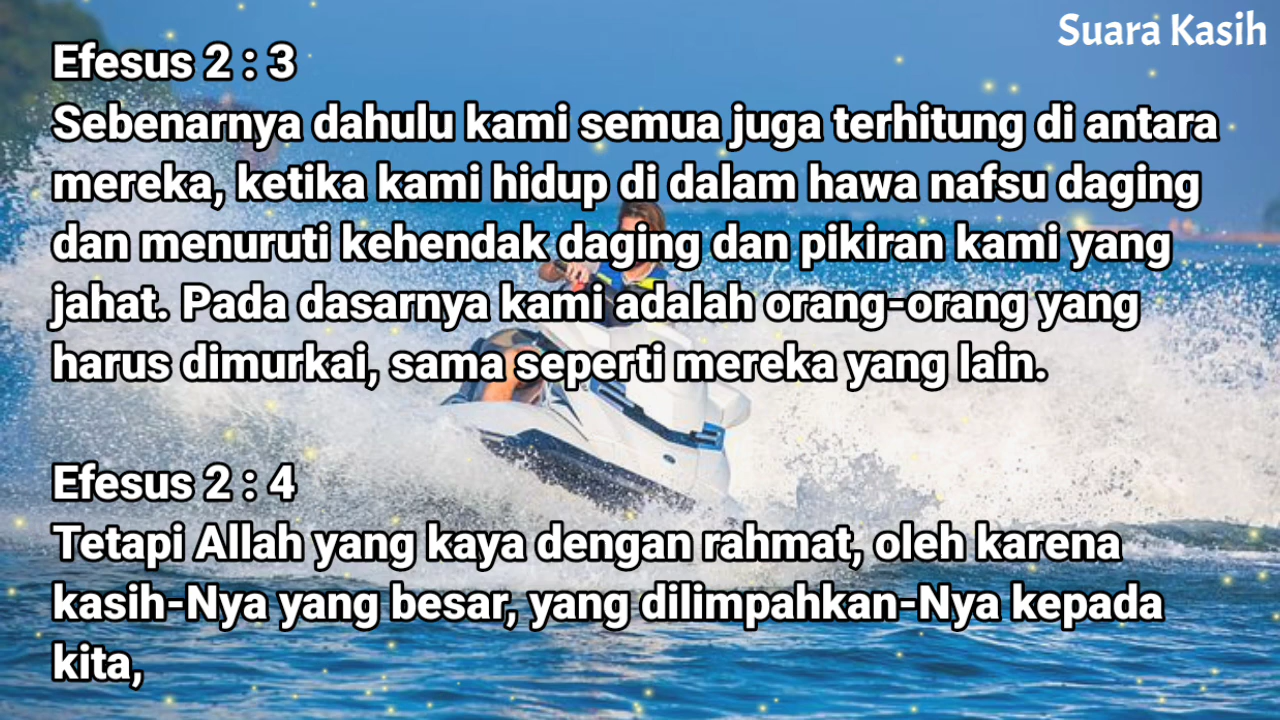 Suara Kasih
Efesus 2 : 3
Sebenarnya dahulu kami semua juga terhitung di antara
mereka, ketika kami hidup di dalam hawa nafsu daging
dan menuruti kehendak daging dan pikiran kami yang
jahat. Pada dasarnya kami adalah orang-orang yang
harus dimurkai, sama seperti mereka yang lain.
Efesus 2 : 4
Tetapi Allah yang kaya dengan rahmat, oleh karena
kasih-Nya yang besar, yang dilimpahkan-Nya kepada
kita,